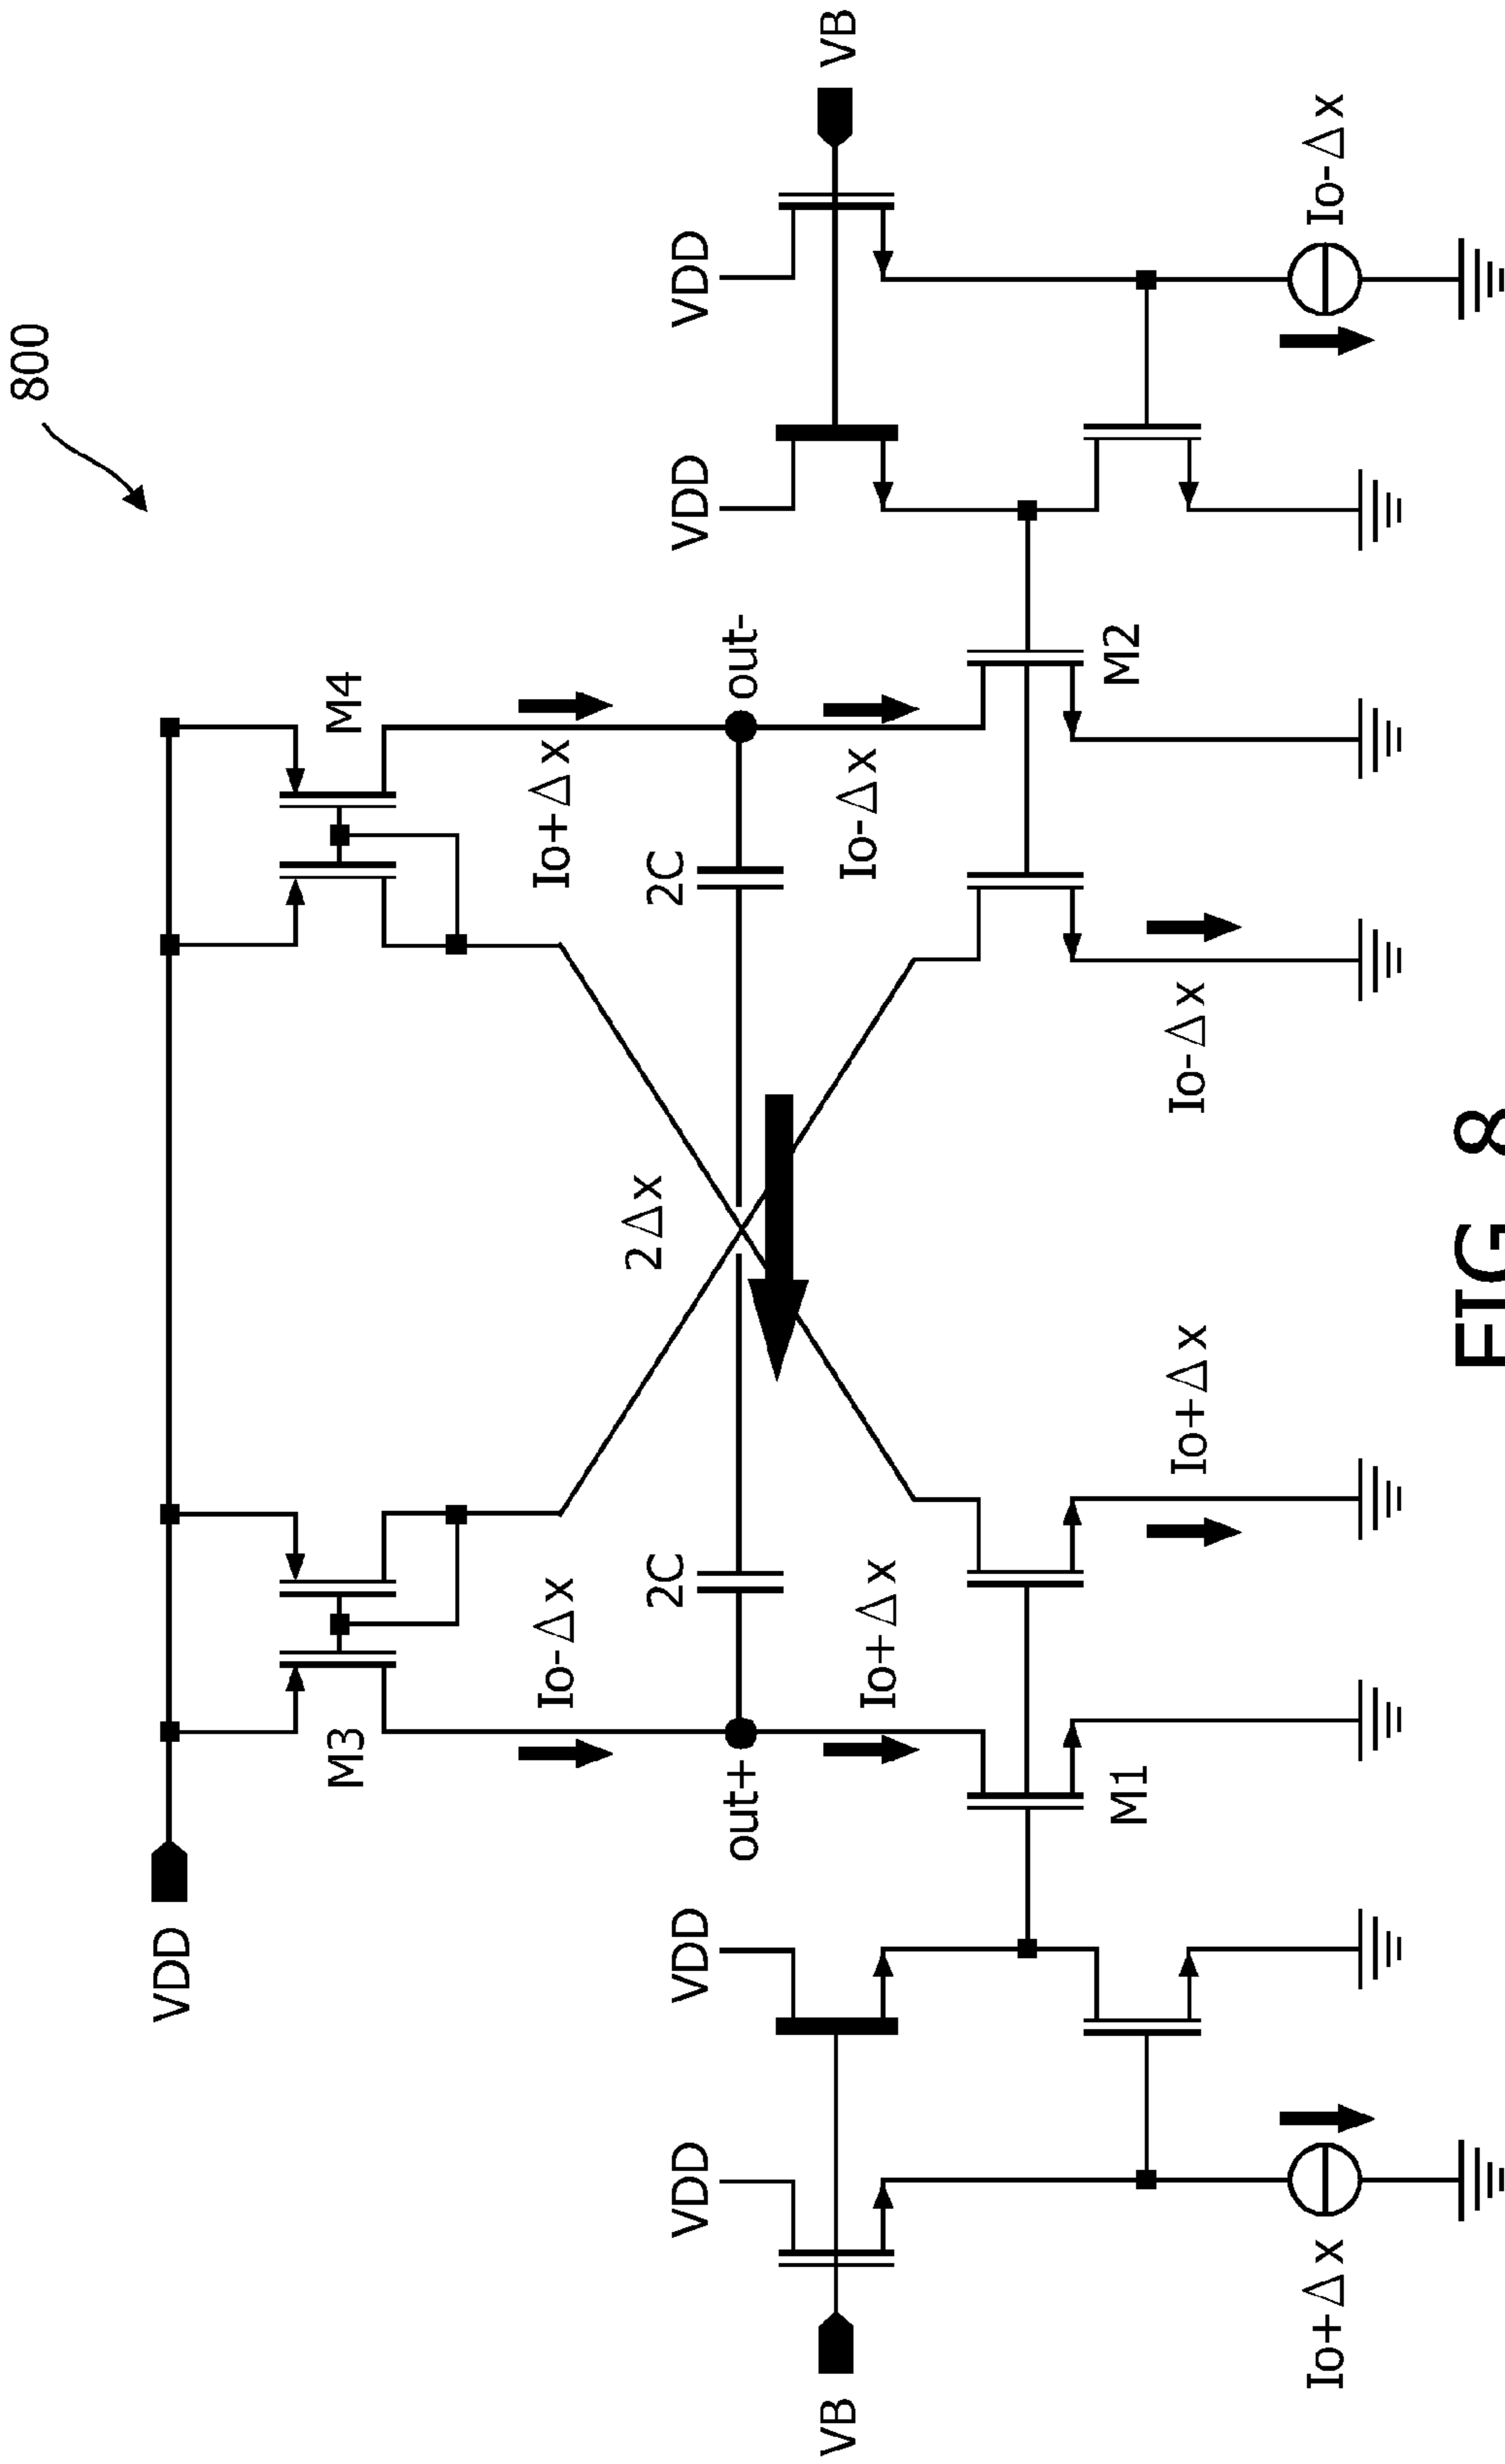 800
VDD
M3
M4
Io-Δx
Io+Δx
VB
VDD
VDD
out+
2C
2Δx
2C
out-
VDD
VDD
VB
Io+Δx
Io-Δx
M1
M2
Io+Δx
Io-Δx
Io+Δx
Io-Δx
FIG 8